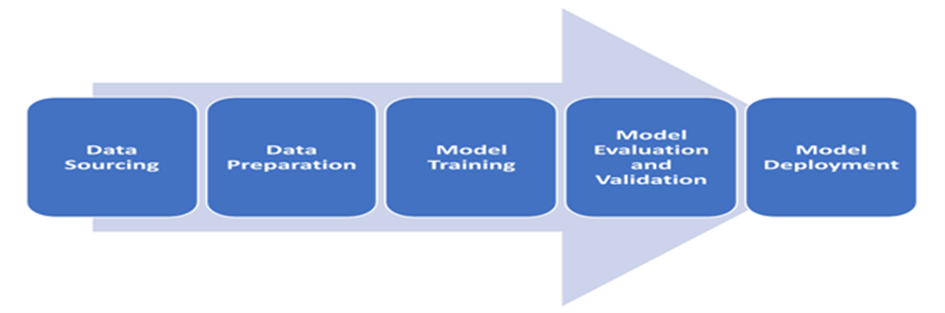 Data
Sourcing
Data
Preparation
Model
Training
Model
Evaluation
and
Validation
Model
Deployment